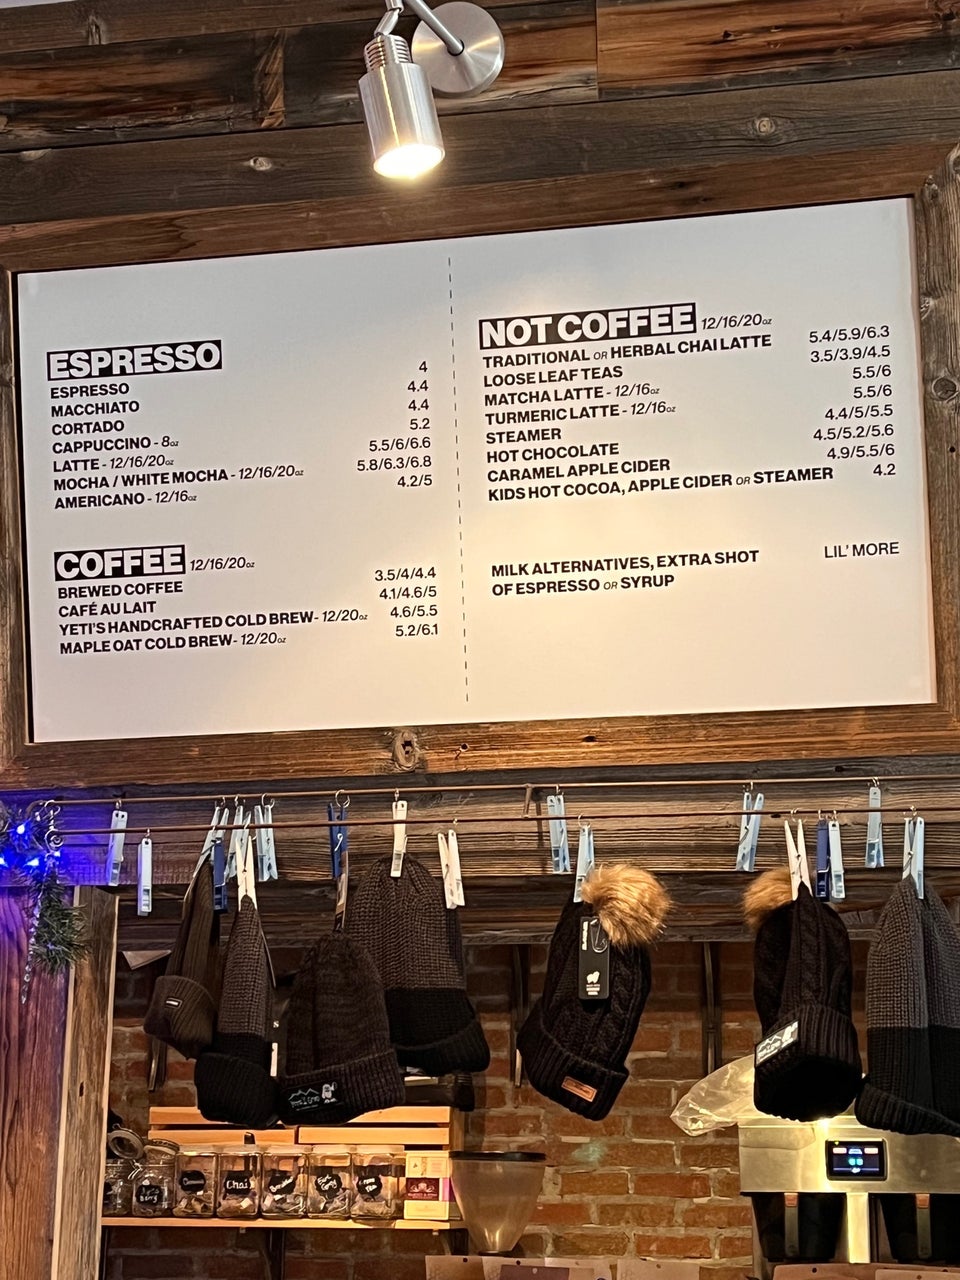 ESPRESSO
ESPRESSO 4
MACCHIATO 4.4
CORTADO 4.4
CAPPUCCINO - 8oz 5.2
LATTE - 12/16/20oz 5.5/6/6.6
MOCHA / WHITE MOCHA - 12/16/20oz 5.8/6.3/6.8
AMERICANO - 12/16oz 4.2/5
COFFEE 12/16/20oz
BREWED COFFEE 3.5/4/4.4
CAFÉ AU LAIT 4.1/4.6/5
YETI'S HANDCRAFTED COLD BREW- 12/20oz 4.6/5.5
MAPLE OAT COLD BREW- 12/20oz 5.2/6.1
NOT COFFEE 12/16/20oz
TRADITIONAL OR HERBAL CHAI LATTE 5.4/5.9/6.3
LOOSE LEAF TEAS 3.5/3.9/4.5
MATCHA LATTE - 12/16oz 5.5/6
TURMERIC LATTE - 12/16oz 5.5/6
STEAMER 4.4/5/5.5
HOT CHOCOLATE 4.5/5.2/5.6
CARAMEL APPLE CIDER 4.9/5.5/6
KIDS HOT COCOA, APPLE CIDER OR STEAMER 4.2
MILK ALTERNATIVES, EXTRA SHOT LIL' MORE
OF ESPRESSO OR SYRUP
Chai
Earl Grey